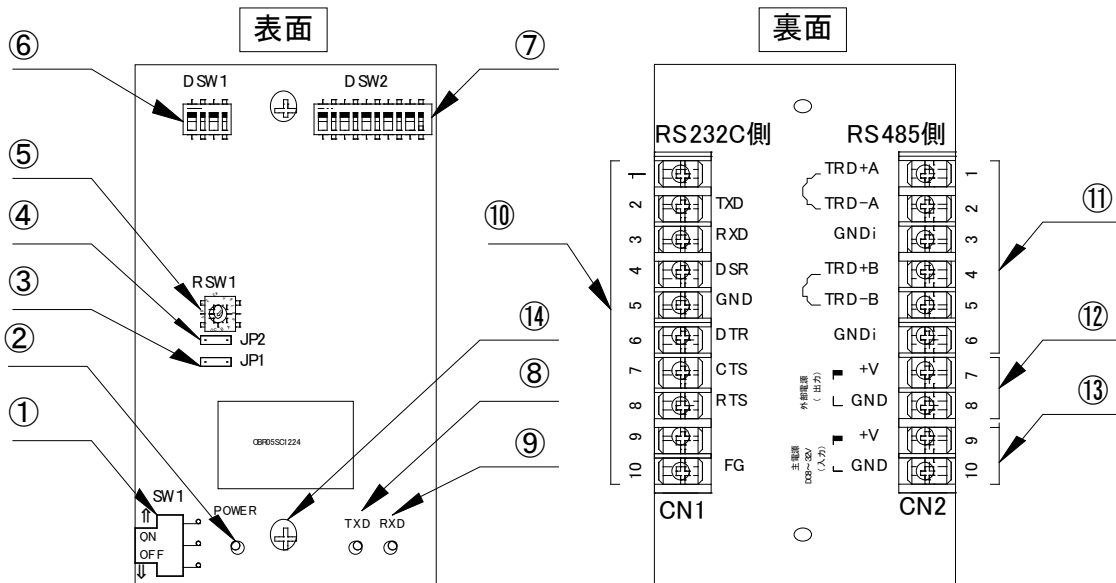 表面
⑥
DSW1
DSW2
⑦
⑤
④
③
②
①
RSW1
JP2
JP1
⑭
⑧
⑨
CBR05SC1224
SW1
ON
OFF
POWER
TXD RXD
裏面
RS232C側
RS485側
⑩
1
2 TXD
3 RXD
4 DSR
5 GND
6 DTR
7 CTS
8 RTS
9
10 FG
CN1
TRD+A 1
TRD-A 2
GNDi 3
TRD+B 4
TRD-B 5
GNDi 6
外部電源
(出力)
+V 7
GND 8
主電源
DC8~32V
(入力)
+V 9
GND 10
CN2
⑪
⑫
⑬